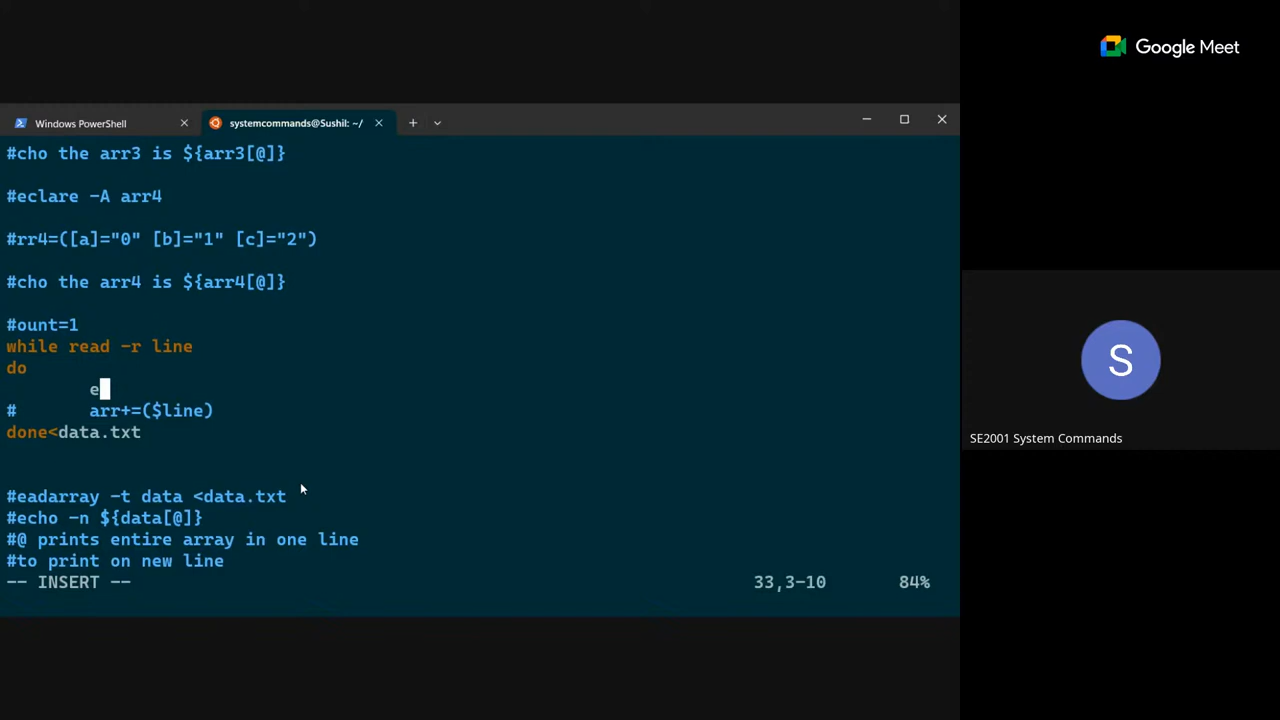 Google Meet
Windows PowerShell
systemcommands@Sushil: ~/
#cho the arr3 is ${arr3[@]}
#eclare -A arr4
#rr4=([a]="0" [b]="1" [c]="2")
#cho the arr4 is ${arr4[@]}
#ount=1
while read -r line
do
e
# arr+=($line)
done<data.txt
#eadarray -t data <data.txt
#echo -n ${data[@]}
#@ prints entire array in one line
#to print on new line
-- INSERT -- 33,3-10 84%
S
SE2001 System Commands